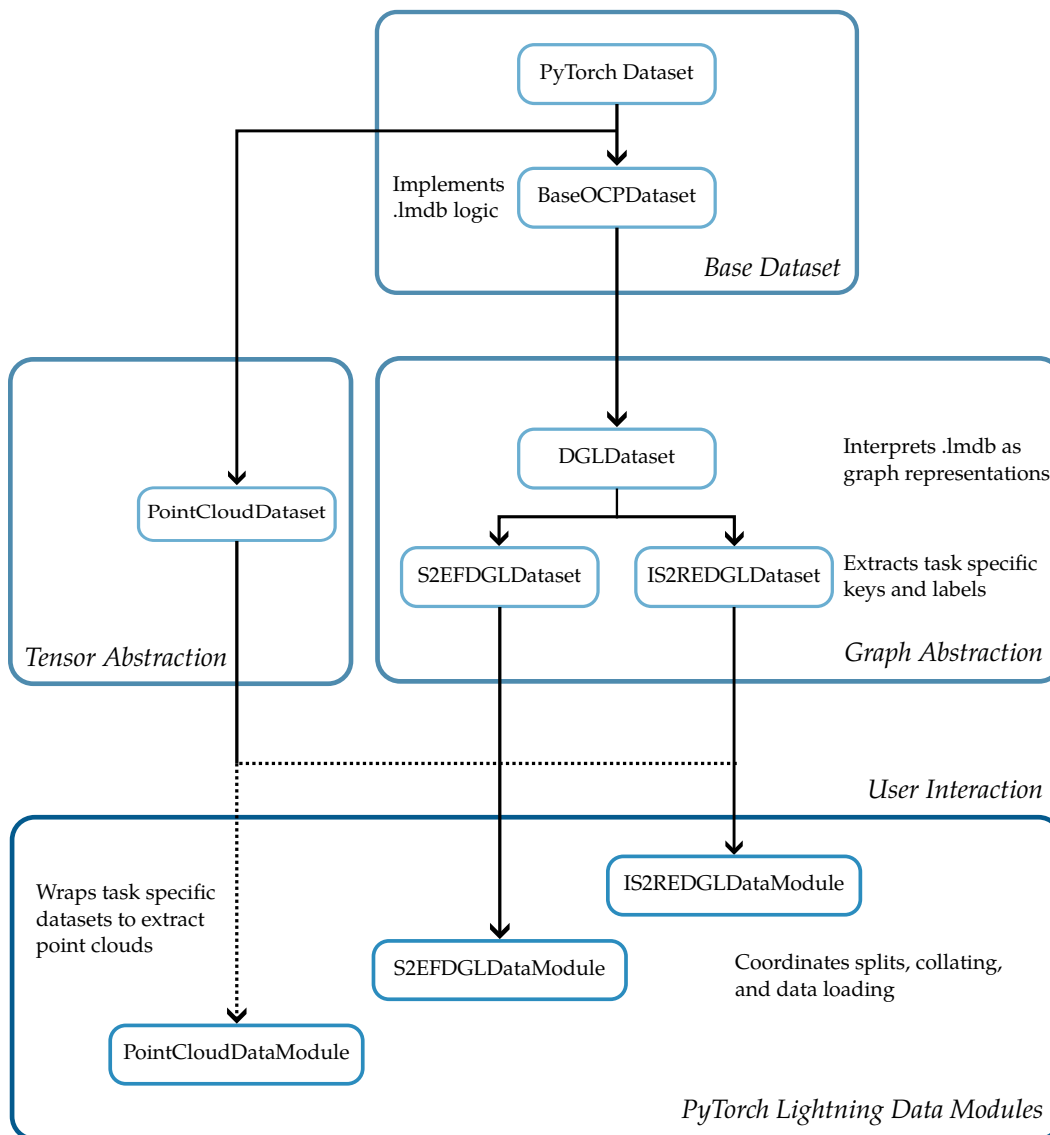 PyTorch Dataset
Implements
.lmdb logic
BaseOCPDataset
Base Dataset
DGLDataset
Interprets .lmdb as
graph representations
PointCloudDataset
S2EFDGLDataset
IS2REDGLDataset
Extracts task specific
keys and labels
Tensor Abstraction
Graph Abstraction
User Interaction
IS2REDGLDataModule
Wraps task specific
datasets to extract
point clouds
S2EFDGLDataModule
Coordinates splits, collating,
and data loading
PointCloudDataModule
PyTorch Lightning Data Modules